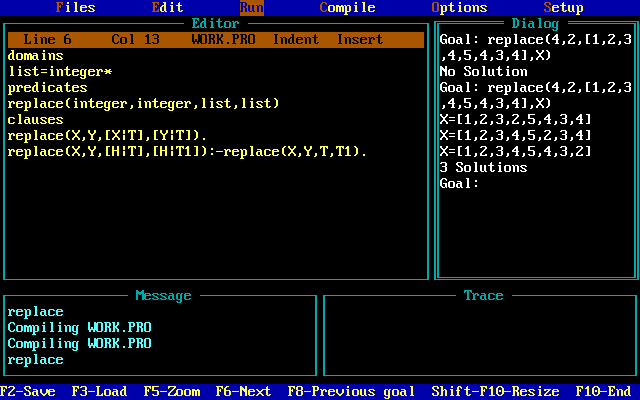 Files Edit Run Compile Options Setup
Editor
Line 6 Col 13 WORK.PRO Indent Insert
domains
list=integer*
predicates
replace(integer,integer,list,list)
clauses
replace(X,Y,[X¦T],[Y¦T]).
replace(X,Y,[H¦T],[H¦T1]):-replace(X,Y,T,T1).
Dialog
Goal: replace(4,2,[1,2,3
,4,5,4,3,4],X)
No Solution
Goal: replace(4,2,[1,2,3
,4,5,4,3,4],X)
X=[1,2,3,2,5,4,3,4]
X=[1,2,3,4,5,2,3,4]
X=[1,2,3,4,5,4,3,2]
3 Solutions
Goal:
Message
replace
Compiling WORK.PRO
Compiling WORK.PRO
replace
Trace
F2-Save F3-Load F5-Zoom F6-Next F8-Previous goal Shift-F10-Resize F10-End